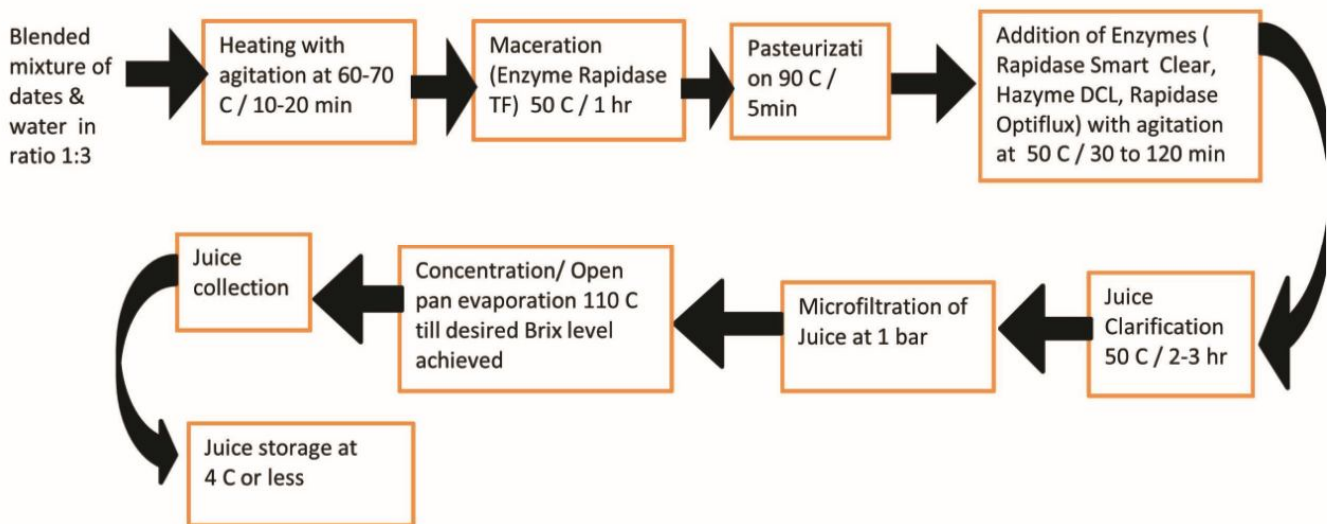 Blended
mixture of
dates &
water in
ratio 1:3
Heating with
agitation at 60-70
C / 10-20 min
Maceration
(Enzyme Rapidase
TF) 50 C / 1 hr
Pasteurizati
on 90 C /
5min
Addition of Enzymes (
Rapidase Smart Clear,
Hazyme DCL, Rapidase
Optiflux) with agitation
at 50 C / 30 to 120 min
Juice
Clarification
50 C / 2-3 hr
Microfiltration of
Juice at 1 bar
Concentration/ Open
pan evaporation 110 C
till desired Brix level
achieved
Juice
collection
Juice storage at
4 C or less